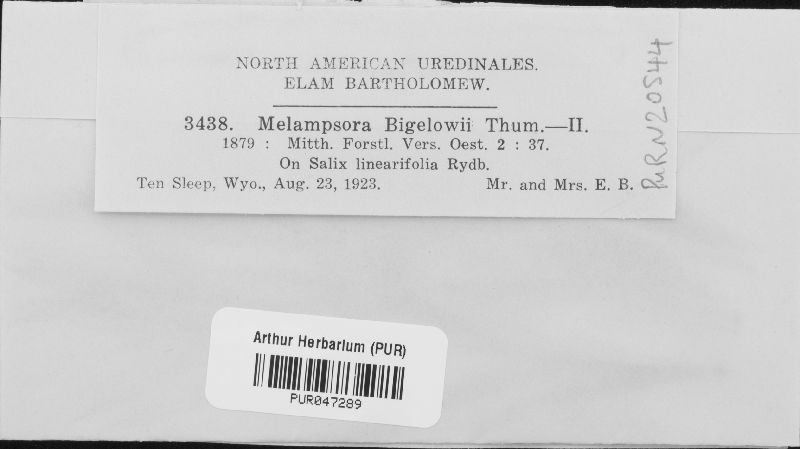 NORTH AMERICAN UREDINALES.
ELAM BARTHOLOMEW.
3438. Melampsora Bigelowii Thum.—II.
1879 : Mitth. Forstl. Vers. Oest. 2 : 37.
On Salix linearifolia Rydb.
Ten Sleep, Wyo., Aug. 23, 1923. Mr. and Mrs. E. B.
PURN20544
Arthur Herbarium (PUR)
PUR047289